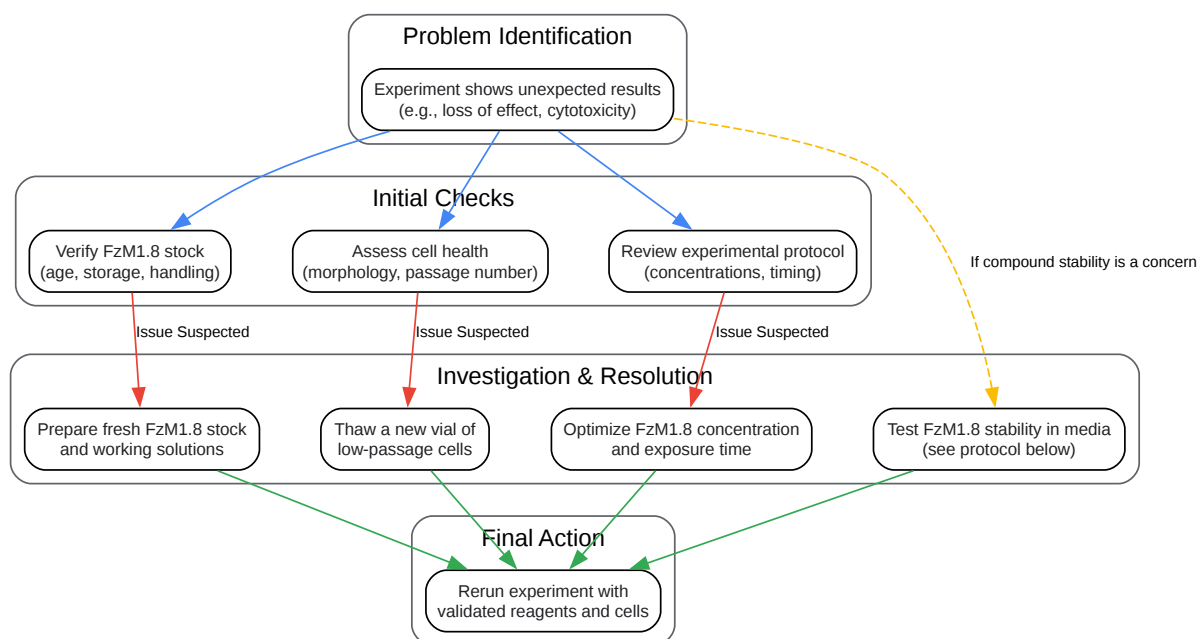 Problem Identification
Experiment shows unexpected results
(e.g., loss of effect, cytotoxicity)
Initial Checks
Verify FzM1.8 stock
(age, storage, handling)
Assess cell health
(morphology, passage number)
Review experimental protocol
(concentrations, timing)
If compound stability is a concern
Issue Suspected
Issue Suspected
Issue Suspected
Investigation & Resolution
Prepare fresh FzM1.8 stock
and working solutions
Thaw a new vial of
low-passage cells
Optimize FzM1.8 concentration
and exposure time
Test FzM1.8 stability in media
(see protocol below)
Final Action
Rerun experiment with
validated reagents and cells